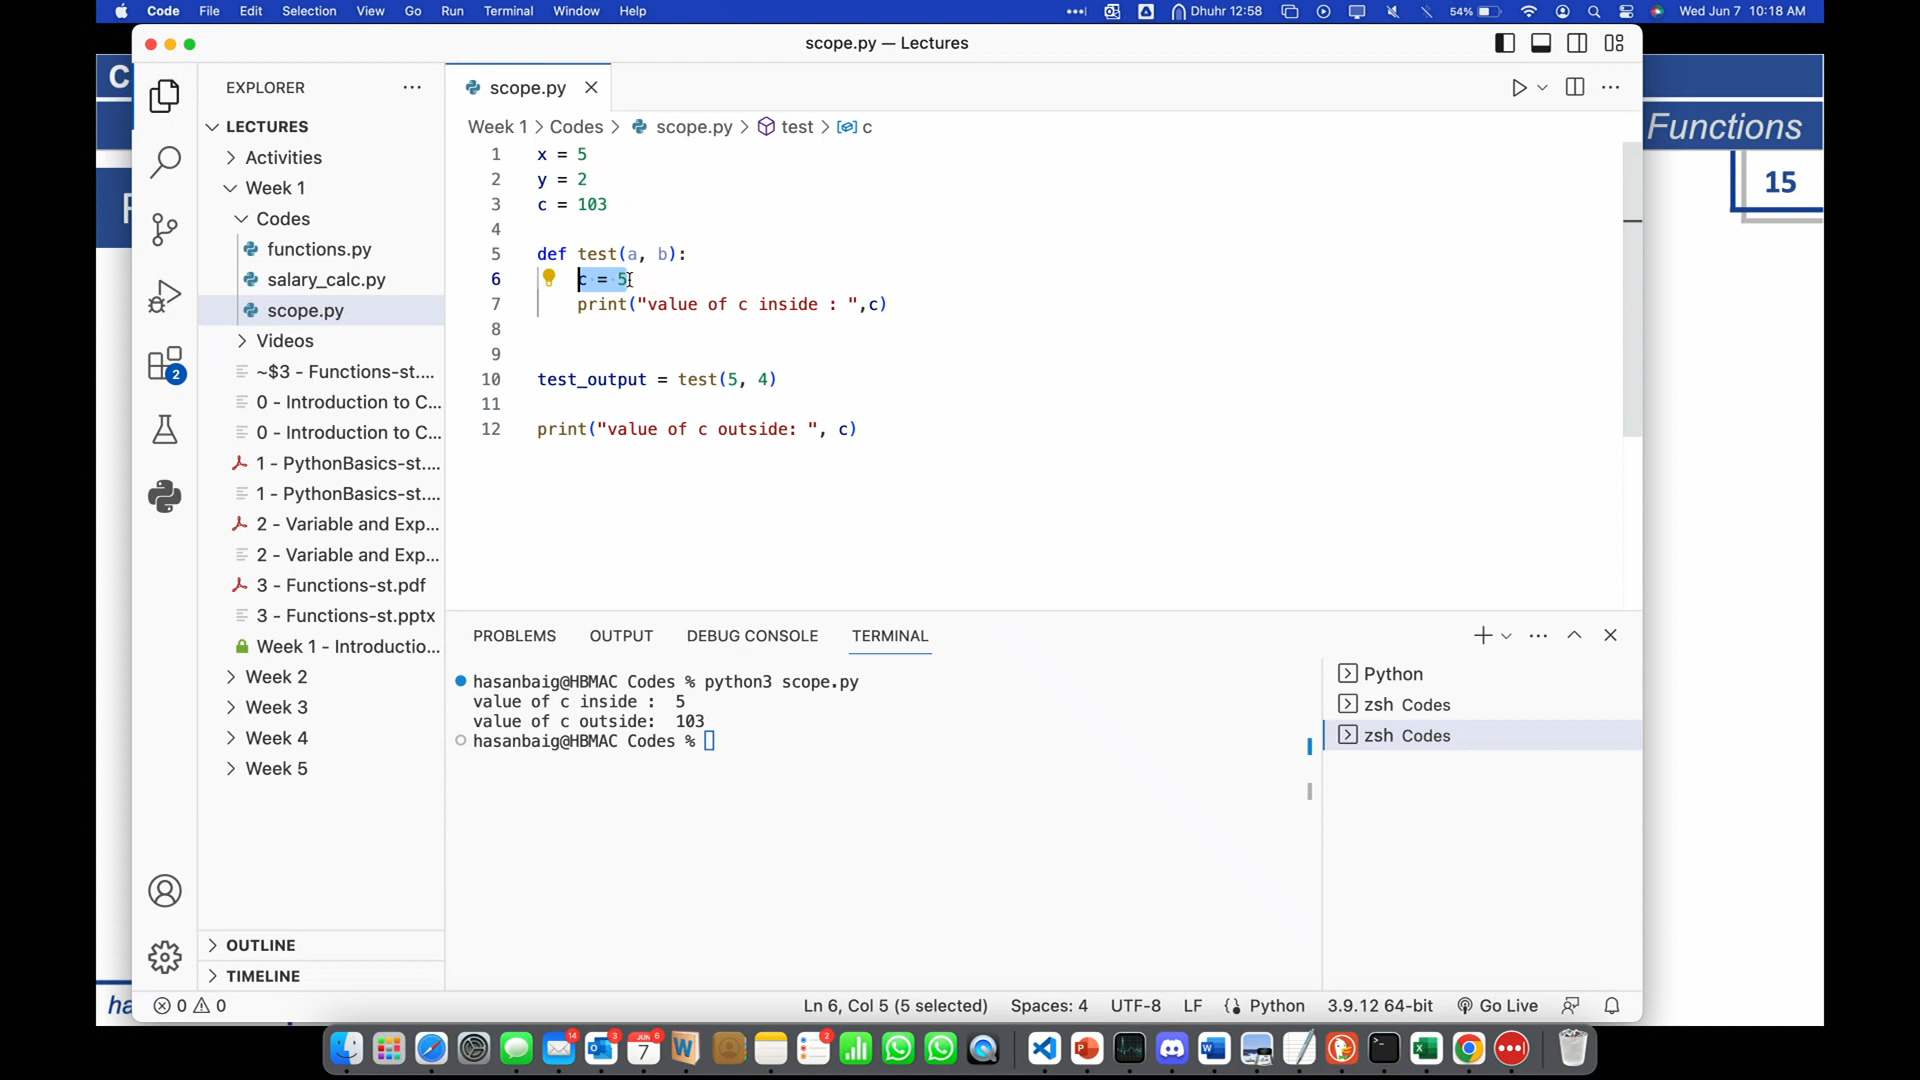 Code File Edit Selection View Go Run Terminal Window Help Dhuhr 12:58 54% Wed Jun 7 10:18 AM
scope.py — Lectures
C
EXPLORER
scope.py
Functions
LECTURES
Week 1 > Codes > scope.py > test > c
Activities
1 x = 5
Week 1
2 y = 2
15
Codes
3 c = 103
4
functions.py
5 def test(a, b):
salary_calc.py
6 c = 5
scope.py
7 print("value of c inside : ",c)
Videos
8
9
~$3 - Functions-st....
10 test_output = test(5, 4)
0 - Introduction to C...
11
0 - Introduction to C...
12 print("value of c outside: ", c)
1 - PythonBasics-st....
1 - PythonBasics-st....
2
2 - Variable and Exp...
2 - Variable and Exp...
3 - Functions-st.pdf
3 - Functions-st.pptx
Week 1 - Introductio...
Week 2
Week 3
Week 4
Week 5
PROBLEMS OUTPUT DEBUG CONSOLE TERMINAL
hasanbaig@HBMAC Codes % python3 scope.py
value of c inside :  5
value of c outside:  103
hasanbaig@HBMAC Codes %
Python
zsh Codes
zsh Codes
OUTLINE
TIMELINE
ha
0 0 Ln 6, Col 5 (5 selected) Spaces: 4 UTF-8 LF Python 3.9.12 64-bit Go Live
14 3 JUN 6 7 2